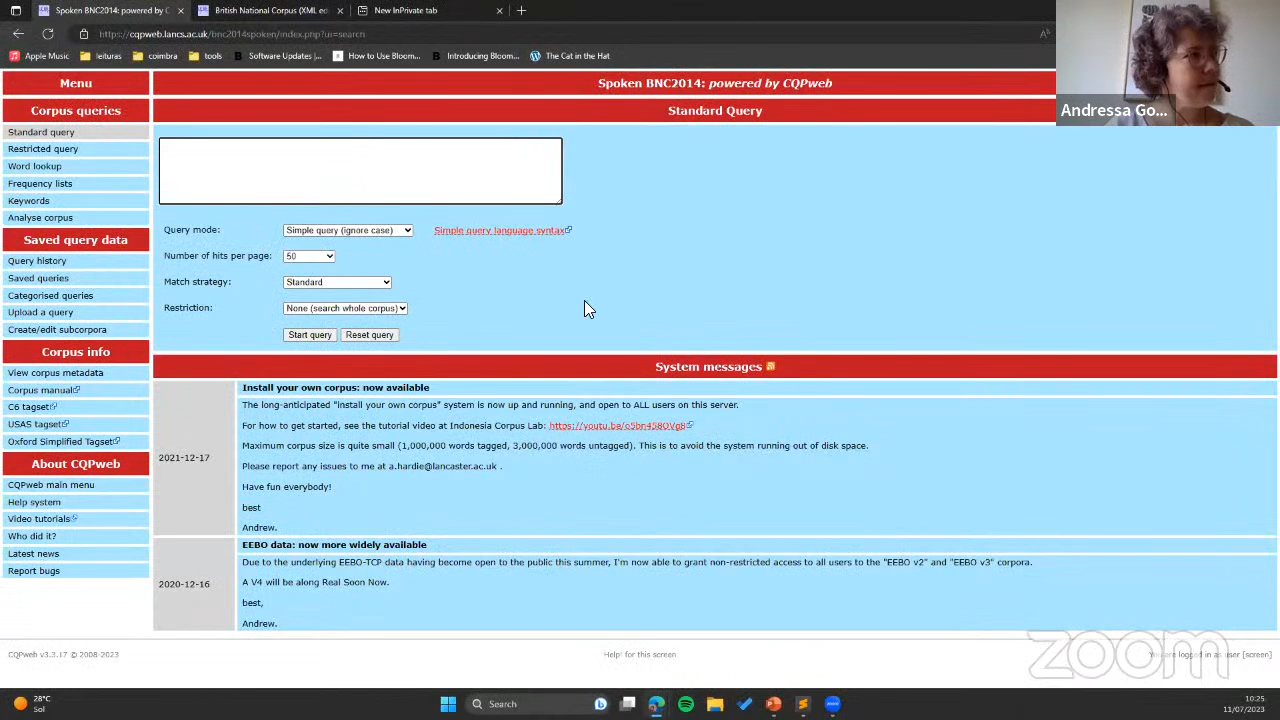 Spoken BNC2014: powered by C
British National Corpus (XML ed
New InPrivate tab
https://cqpweb.lancs.ac.uk/bnc2014spoken/index.php?ui=search
Apple Music
leituras
coimbra
tools
Software Updates |...
How to Use Bloom...
Introducing Bloom...
The Cat in the Hat
Andressa Go...
Menu
Spoken BNC2014: powered by CQPweb
Corpus queries
Standard query
Restricted query
Word lookup
Frequency lists
Keywords
Analyse corpus
Saved query data
Query history
Saved queries
Categorised queries
Upload a query
Create/edit subcorpora
Corpus info
View corpus metadata
Corpus manual
C6 tagset
USAS tagset
Oxford Simplified Tagset
About CQPweb
CQPweb main menu
Help system
Video tutorials
Who did it?
Latest news
Report bugs
Standard Query
Query mode:
Simple query (ignore case)
Simple query language syntax
Number of hits per page:
50
Match strategy:
Standard
Restriction:
None (search whole corpus)
Start query
Reset query
System messages
2021-12-17
Install your own corpus: now available
The long-anticipated "install your own corpus" system is now up and running, and open to ALL users on this server.
For how to get started, see the tutorial video at Indonesia Corpus Lab: https://youtu.be/o5bn458OVg8
Maximum corpus size is quite small (1,000,000 words tagged, 3,000,000 words untagged). This is to avoid the system running out of disk space.
Please report any issues to me at a.hardie@lancaster.ac.uk .
Have fun everybody!
best
Andrew.
2020-12-16
EEBO data: now more widely available
Due to the underlying EEBO-TCP data having become open to the public this summer, I'm now able to grant non-restricted access to all users to the "EEBO v2" and "EEBO v3" corpora.
A V4 will be along Real Soon Now.
best,
Andrew.
CQPweb v3.3.17 © 2008-2023
Help! for this screen
You are logged in as user [screen]
zoom
28°C
Sol
Search
10:25
11/07/2023